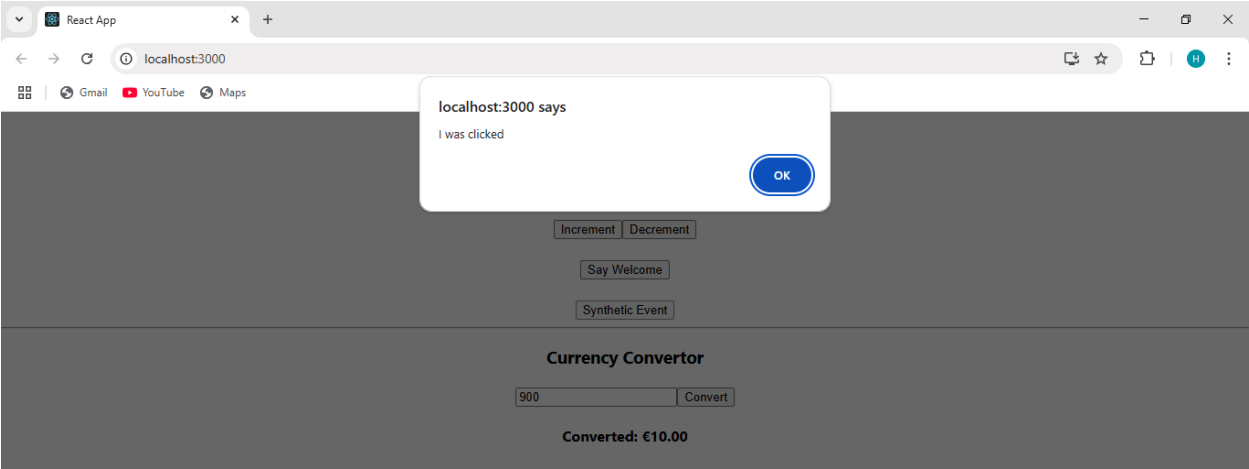 React App
localhost:3000
H
Gmail YouTube Maps
localhost:3000 says
I was clicked
OK
Increment Decrement
Say Welcome
Synthetic Event
Currency Convertor
900 Convert
Converted: €10.00